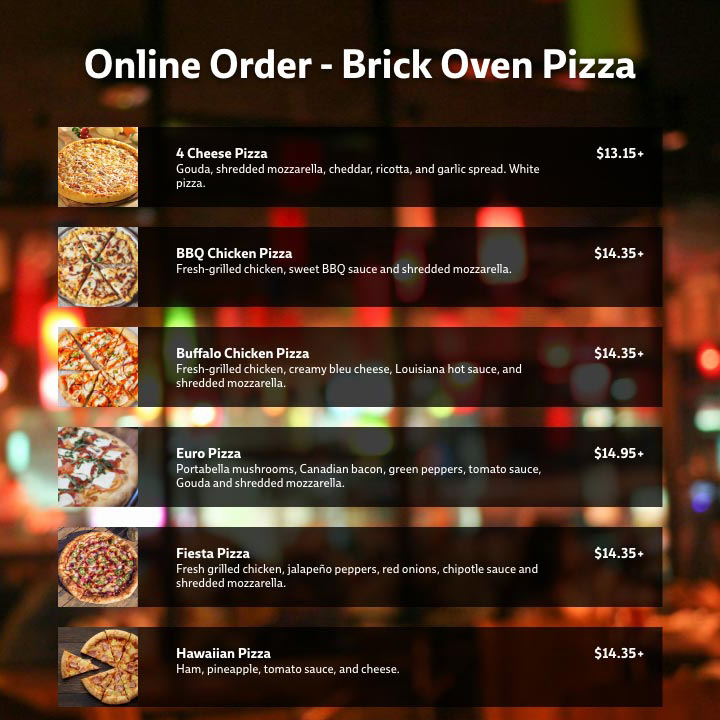 Online Order - Brick Oven Pizza
4 Cheese Pizza $13.15+
Gouda, shredded mozzarella, cheddar, ricotta, and garlic spread. White
pizza.
BBQ Chicken Pizza $14.35+
Fresh-grilled chicken, sweet BBQ sauce and shredded mozzarella.
Buffalo Chicken Pizza $14.35+
Fresh-grilled chicken, creamy bleu cheese, Louisiana hot sauce, and
shredded mozzarella.
Euro Pizza $14.95+
Portabella mushrooms, Canadian bacon, green peppers, tomato sauce,
Gouda and shredded mozzarella.
Fiesta Pizza $14.35+
Fresh grilled chicken, jalapeño peppers, red onions, chipotle sauce and
shredded mozzarella.
Hawaiian Pizza $14.35+
Ham, pineapple, tomato sauce, and cheese.